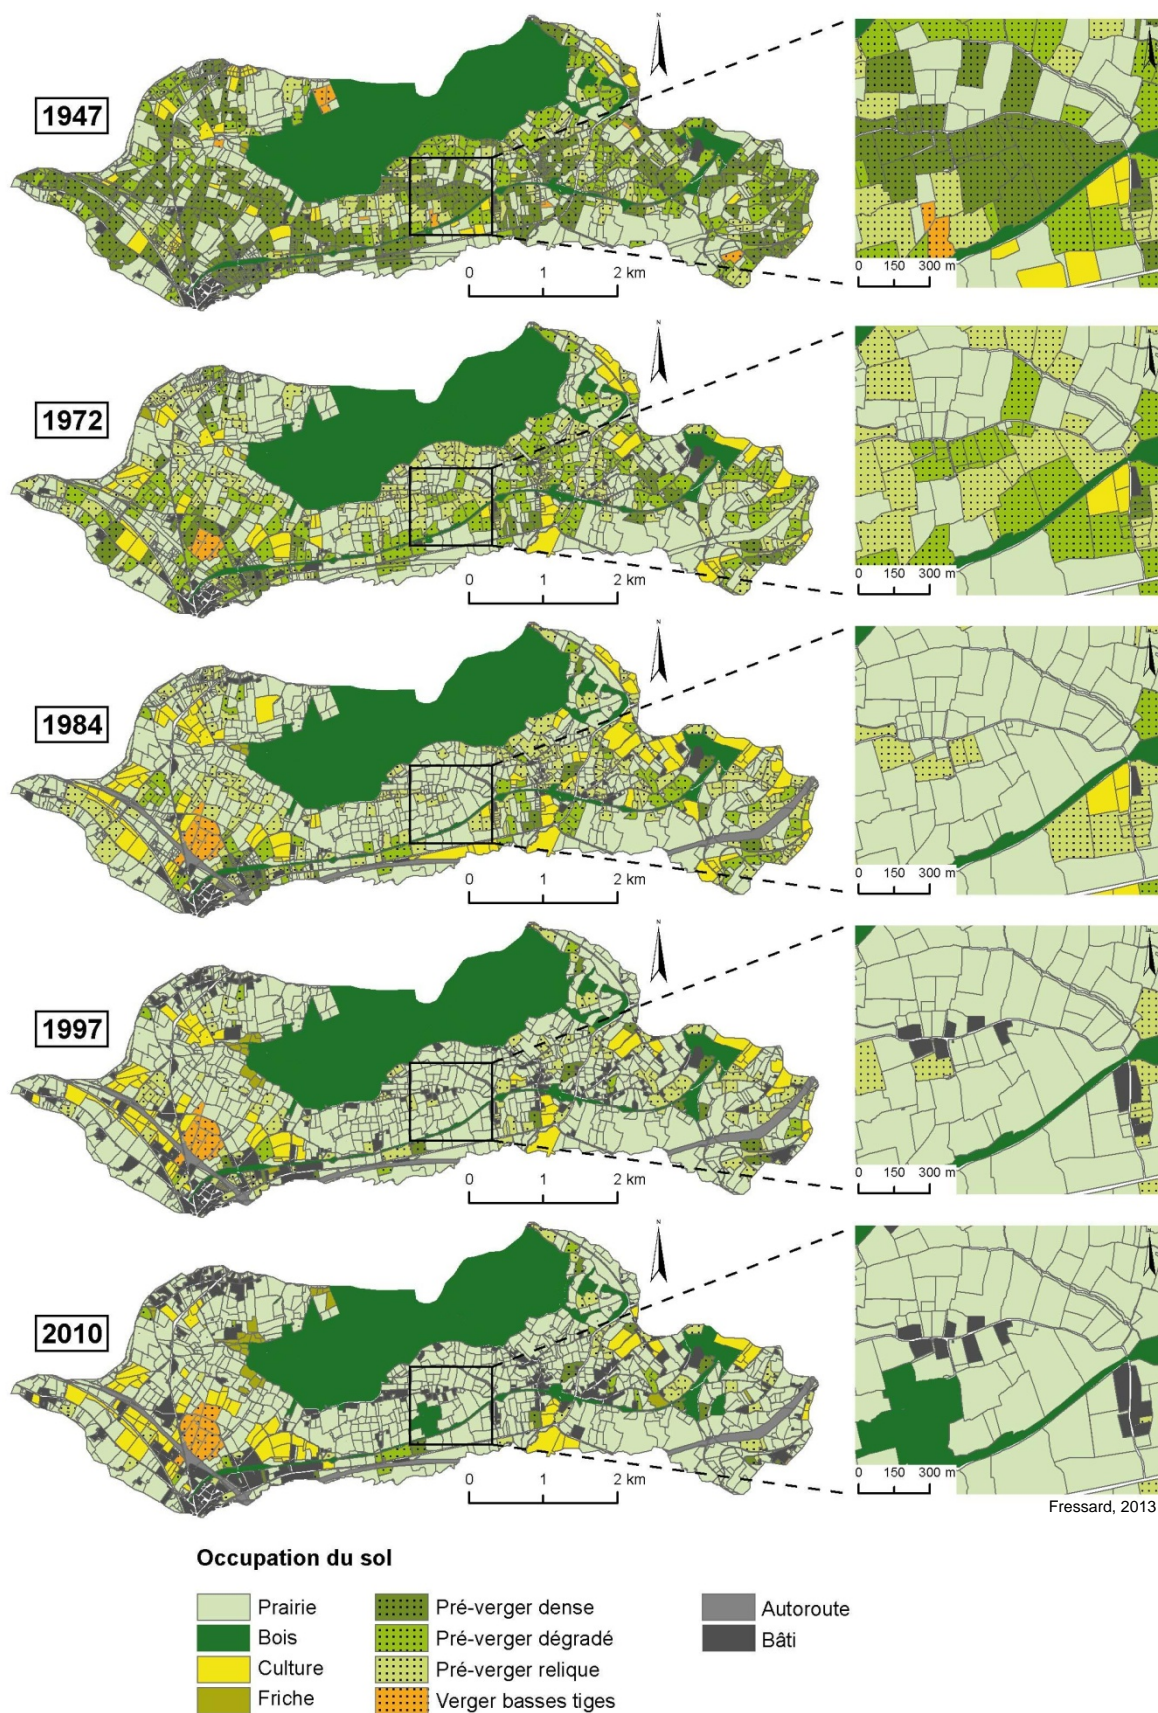 N
1947
0 1 2 km
0 150 300 m
N
1972
0 1 2 km
0 150 300 m
N
1984
0 1 2 km
0 150 300 m
N
1997
0 1 2 km
0 150 300 m
N
2010
0 1 2 km
0 150 300 m
Fressard, 2013
Occupation du sol
Prairie
Bois
Culture
Friche
Pré-verger dense
Pré-verger dégradé
Pré-verger relique
Verger basses tiges
Autoroute
Bâti